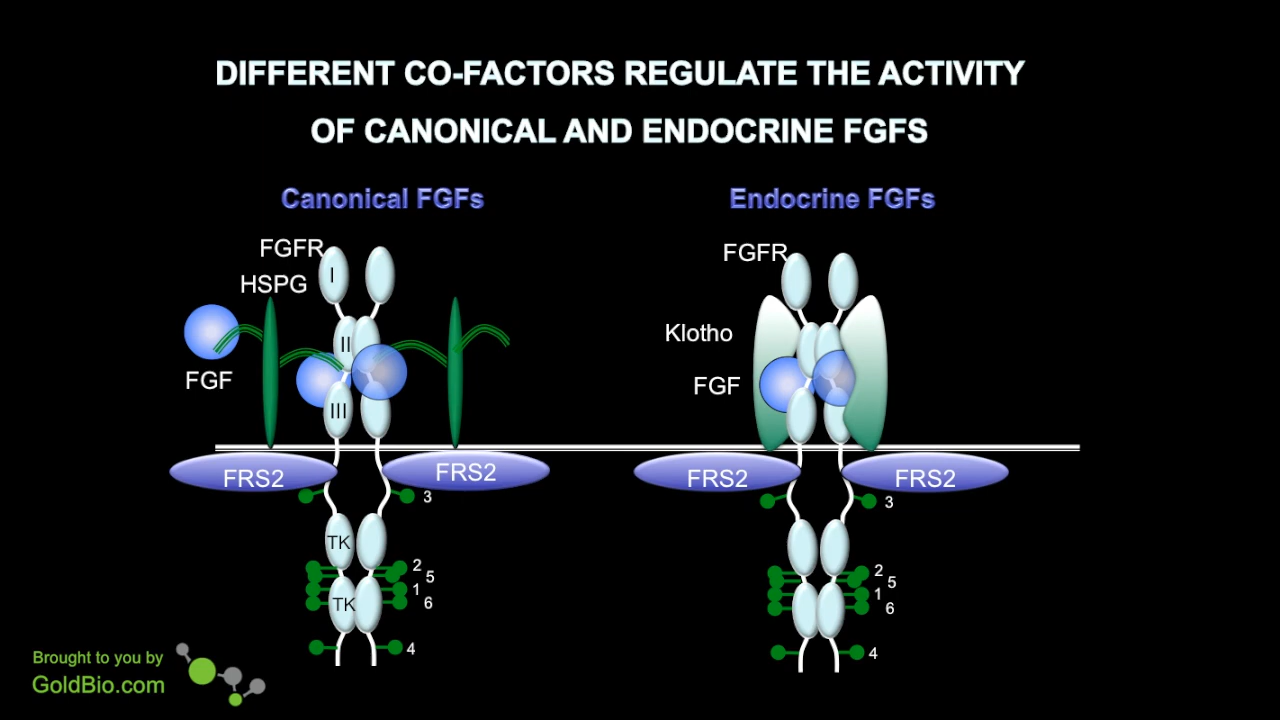 DIFFERENT CO-FACTORS REGULATE THE ACTIVITY
OF CANONICAL AND ENDOCRINE FGFS
Canonical FGFs
FGFR
I
HSPG
II
FGF
III
FRS2
FRS2
3
TK
2
5
1
TK
6
4
Endocrine FGFs
FGFR
Klotho
FGF
FRS2
FRS2
3
2
5
1
6
4
Brought to you by
GoldBio.com